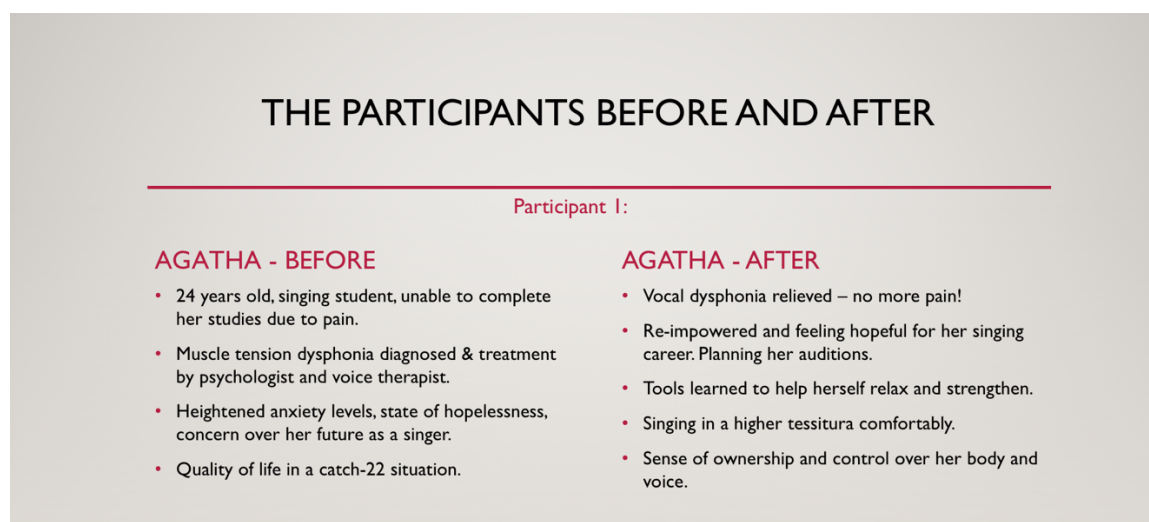 THE PARTICIPANTS BEFORE AND AFTER
Participant 1:
AGATHA - BEFORE
• 24 years old, singing student, unable to complete
her studies due to pain.
• Muscle tension dysphonia diagnosed & treatment
by psychologist and voice therapist.
• Heightened anxiety levels, state of hopelessness,
concern over her future as a singer.
• Quality of life in a catch-22 situation.
AGATHA - AFTER
• Vocal dysphonia relieved – no more pain!
• Re-impowered and feeling hopeful for her singing
career. Planning her auditions.
• Tools learned to help herself relax and strengthen.
• Singing in a higher tessitura comfortably.
• Sense of ownership and control over her body and
voice.